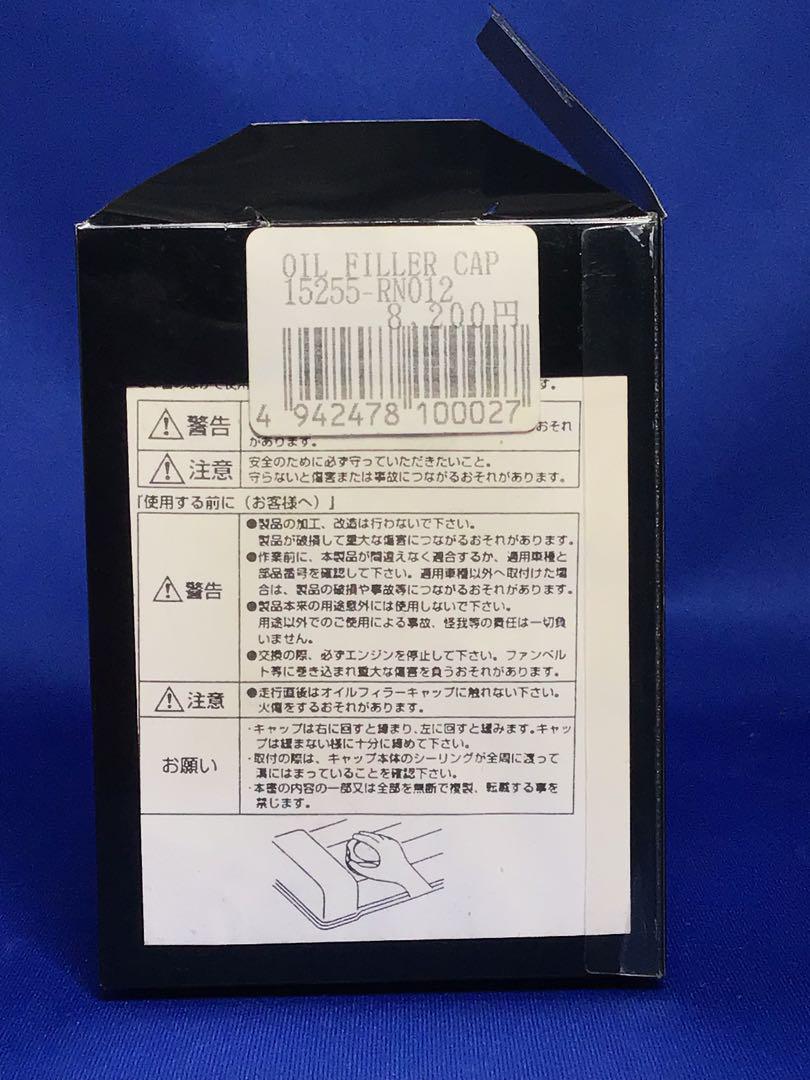 OIL FILLER CAP
15255-RN012
8,200円
4 942478 100027
す。
警告
おそれ
があります。
注意
安全のために必ず守っていただきたいこと。
守らないと傷害または事故につながるおそれがあります。
「使用する前に(お客様へ)」
警告
●製品の加工、改造は行わないで下さい。
製品が破損して重大な傷害につながるおそれがあります。
●作業前に、本製品が間違えなく適合するか、適用車種と
部品番号を確認して下さい。適用車種以外へ取付けた場
合は、製品の破損や事故等につながるおそれがあります。
●製品本来の用途意外には使用しないで下さい。
用途以外でのご使用による事故、怪我等の責任は一切負
いません。
●交換の際、必ずエンジンを停止して下さい。ファンベル
ト等に巻き込まれ重大な傷害を負うおそれがあります。
注意
●走行直後はオイルフィラーキャップに触れない下さい。
火傷をするおそれがあります。
お願い
・キャップは右に回すと締まり、左に回すと緩みます。キャッ
プは緩まない様に十分に締めて下さい。
・取付の際は、キャップ本体のシーリングが全周に渡って
溝にはまっていることを確認下さい。
・本書の内容の一部又は全部を無断で複製、転載する事を
禁じます。